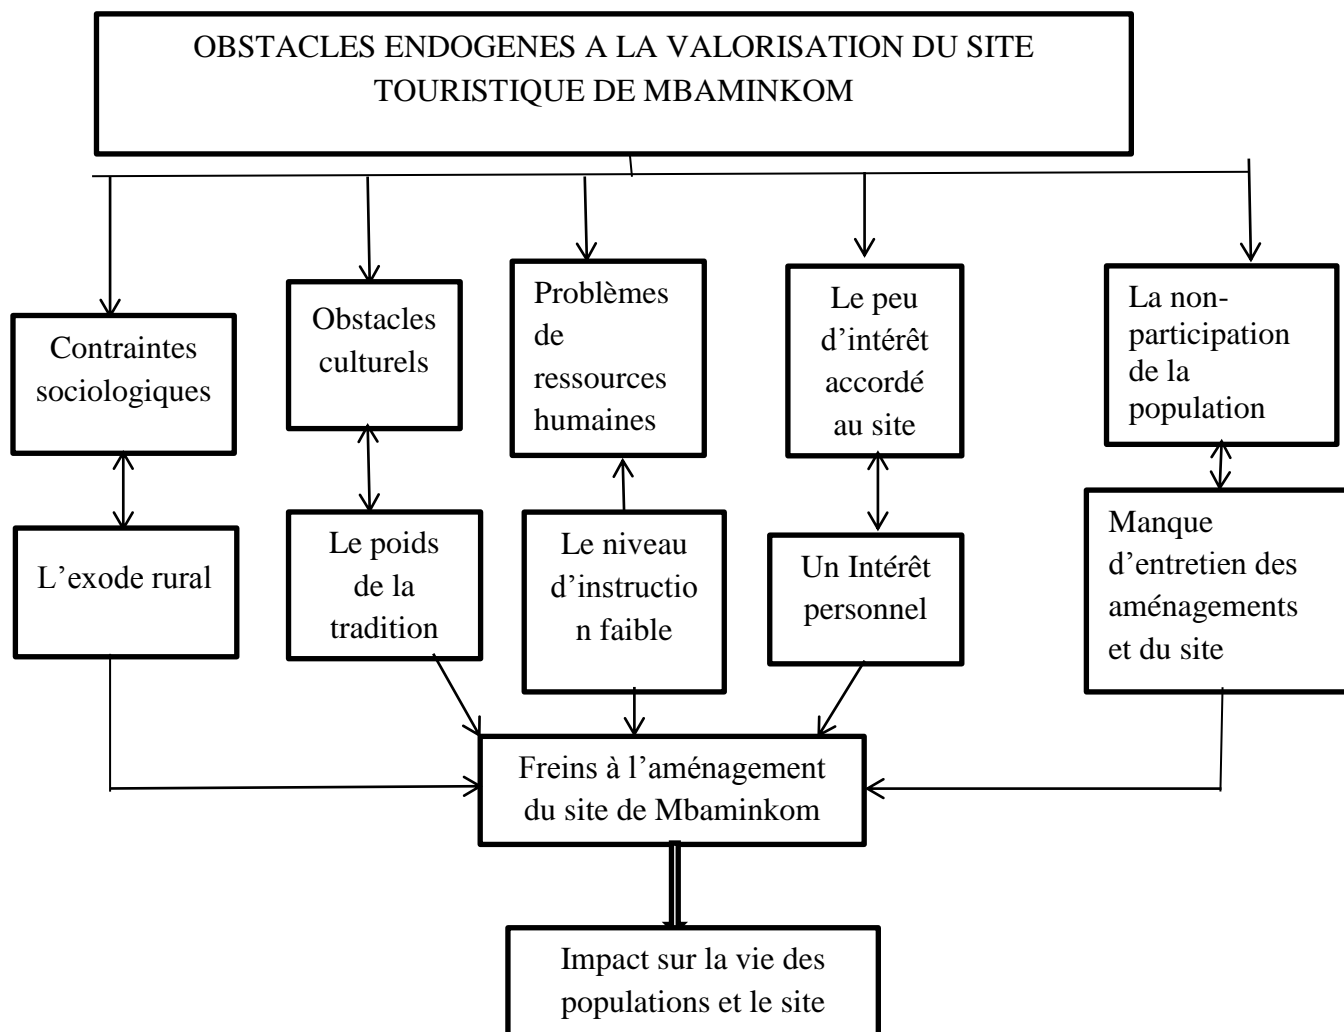 OBSTACLES ENDOGENES A LA VALORISATION DU SITE
TOURISTIQUE DE MBAMINKOM
Contraintes
sociologiques
Obstacles
culturels
Problèmes
de
ressources
humaines
Le peu
d’intérêt
accordé
au site
La non-
participation
de la
population
L’exode rural
Le poids
de la
tradition
Le niveau
d’instructio
n faible
Un Intérêt
personnel
Manque
d’entretien des
aménagements
et du site
Freins à l’aménagement
du site de Mbaminkom
Impact sur la vie des
populations et le site